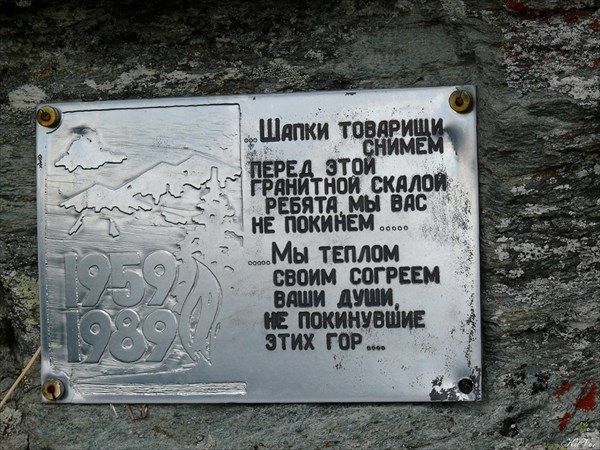 ...Шапки товарищи
снимем
перед этой
гранитной скалой
ребята мы вас
не покинем.....
.....Мы теплом
своим согреем
ваши души,
не покинувшие
этих гор....
1959
1989